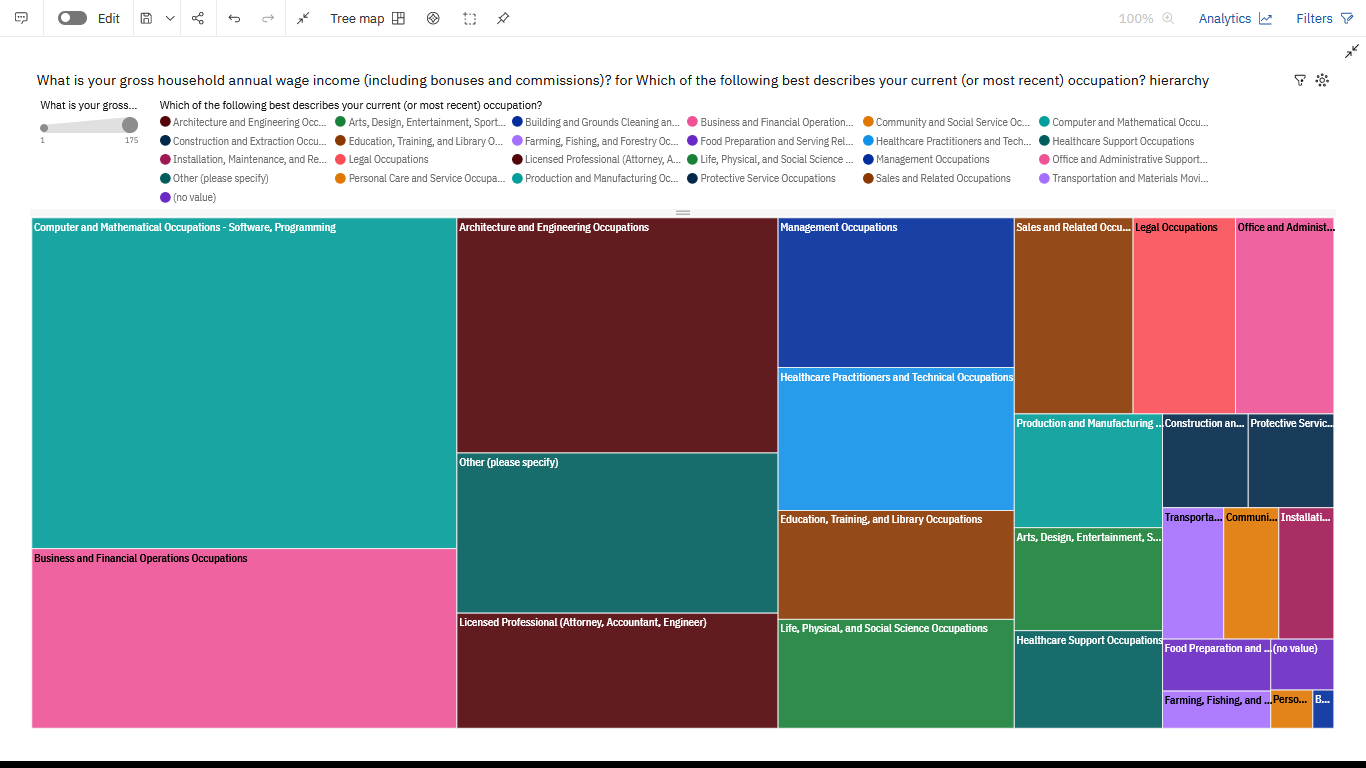 Edit
Tree map
100%
Analytics
Filters
What is your gross household annual wage income (including bonuses and commissions)? for Which of the following best describes your current (or most recent) occupation? hierarchy
What is your gross...
1
175
Which of the following best describes your current (or most recent) occupation?
Architecture and Engineering Occ...
Arts, Design, Entertainment, Sport...
Building and Grounds Cleaning an...
Business and Financial Operation...
Community and Social Service Oc...
Computer and Mathematical Occu...
Construction and Extraction Occu...
Education, Training, and Library O...
Farming, Fishing, and Forestry Oc...
Food Preparation and Serving Rel...
Healthcare Practitioners and Tech...
Healthcare Support Occupations
Installation, Maintenance, and Re...
Legal Occupations
Licensed Professional (Attorney, A...
Life, Physical, and Social Science ...
Management Occupations
Office and Administrative Support...
Other (please specify)
Personal Care and Service Occupa...
Production and Manufacturing Oc...
Protective Service Occupations
Sales and Related Occupations
Transportation and Materials Movi...
(no value)
Computer and Mathematical Occupations - Software, Programming
Business and Financial Operations Occupations
Architecture and Engineering Occupations
Other (please specify)
Licensed Professional (Attorney, Accountant, Engineer)
Management Occupations
Healthcare Practitioners and Technical Occupations
Education, Training, and Library Occupations
Life, Physical, and Social Science Occupations
Sales and Related Occu...
Legal Occupations
Office and Administ...
Production and Manufacturing ...
Arts, Design, Entertainment, S...
Healthcare Support Occupations
Construction an...
Protective Servic...
Transporta...
Communi...
Installati...
Food Preparation and ...
(no value)
Farming, Fishing, and ...
Perso...
B...